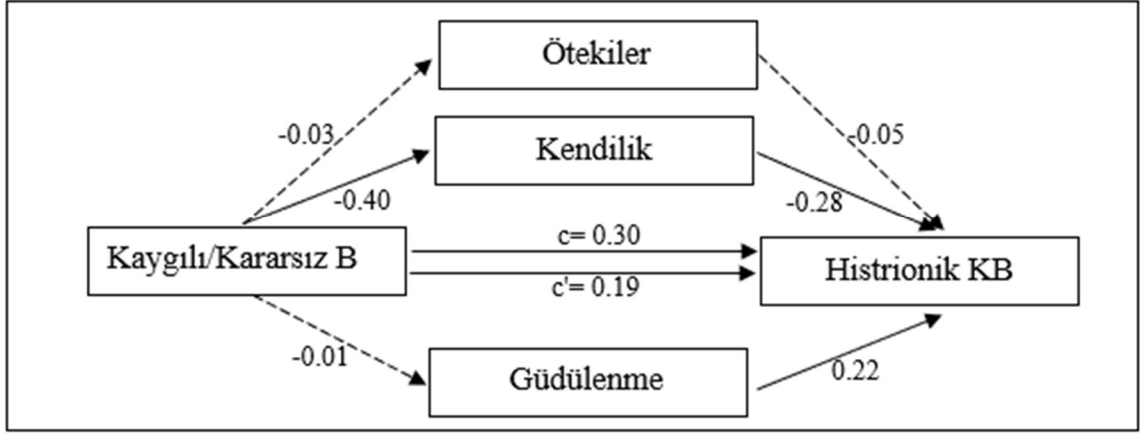 Ötekiler
-0.03
-0.05
Kendilik
-0.40
-0.28
c= 0.30
Kaygılı/Kararsız B
Histrionik KB
c'= 0.19
-0.01
Güdülenme
0.22